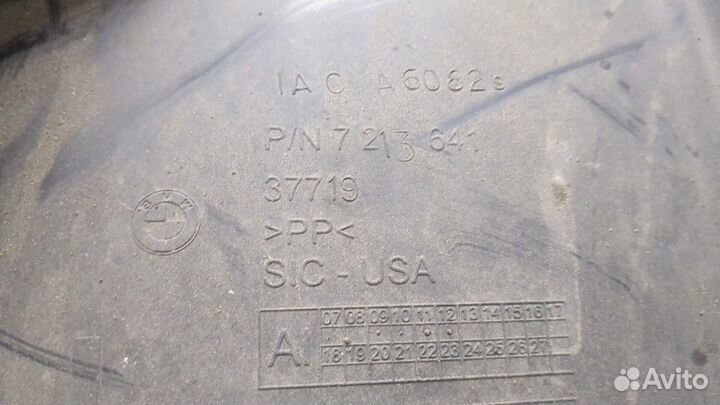 IAC A6082s
P/N 7 213 641
37719
BMW
>PP<
S.C - USA
07 08 09 10 11 12 13 14 15 16 17
A.
18 19 20 21 22 23 24 25 26 27
Avito